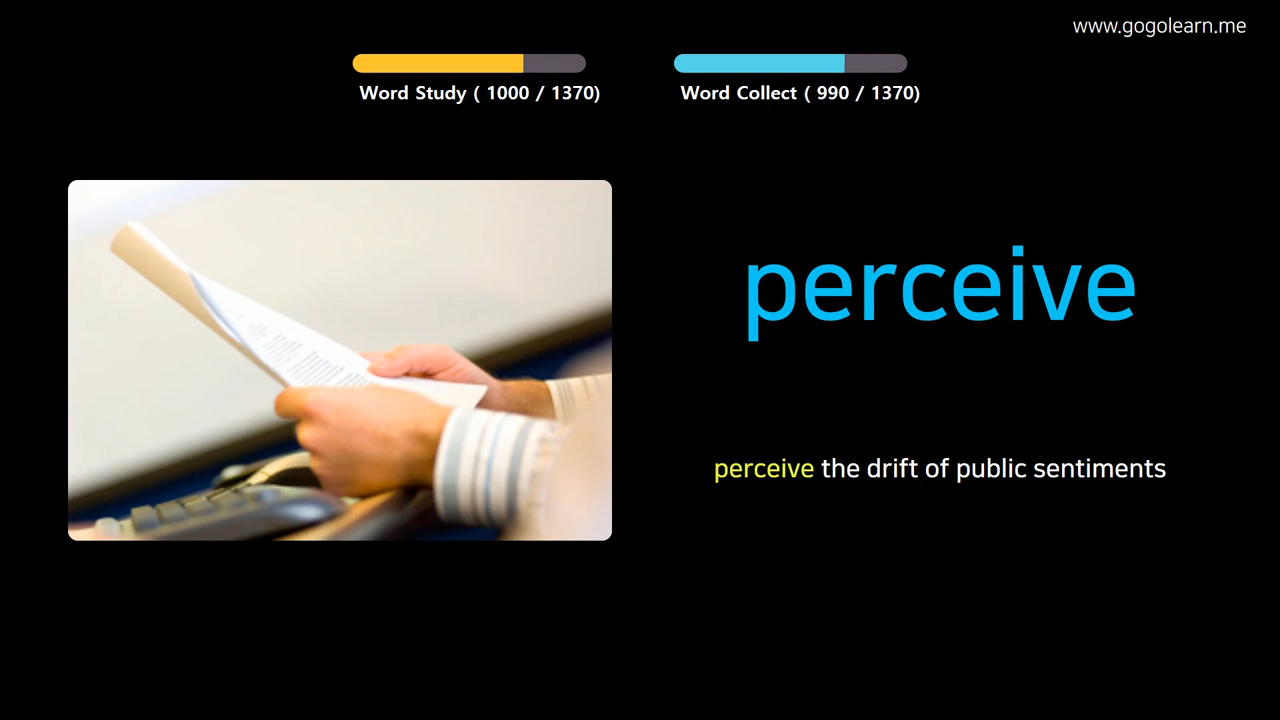 www.gogolearn.me
Word Study ( 1000 / 1370)
Word Collect ( 990 / 1370)
perceive
perceive the drift of public sentiments